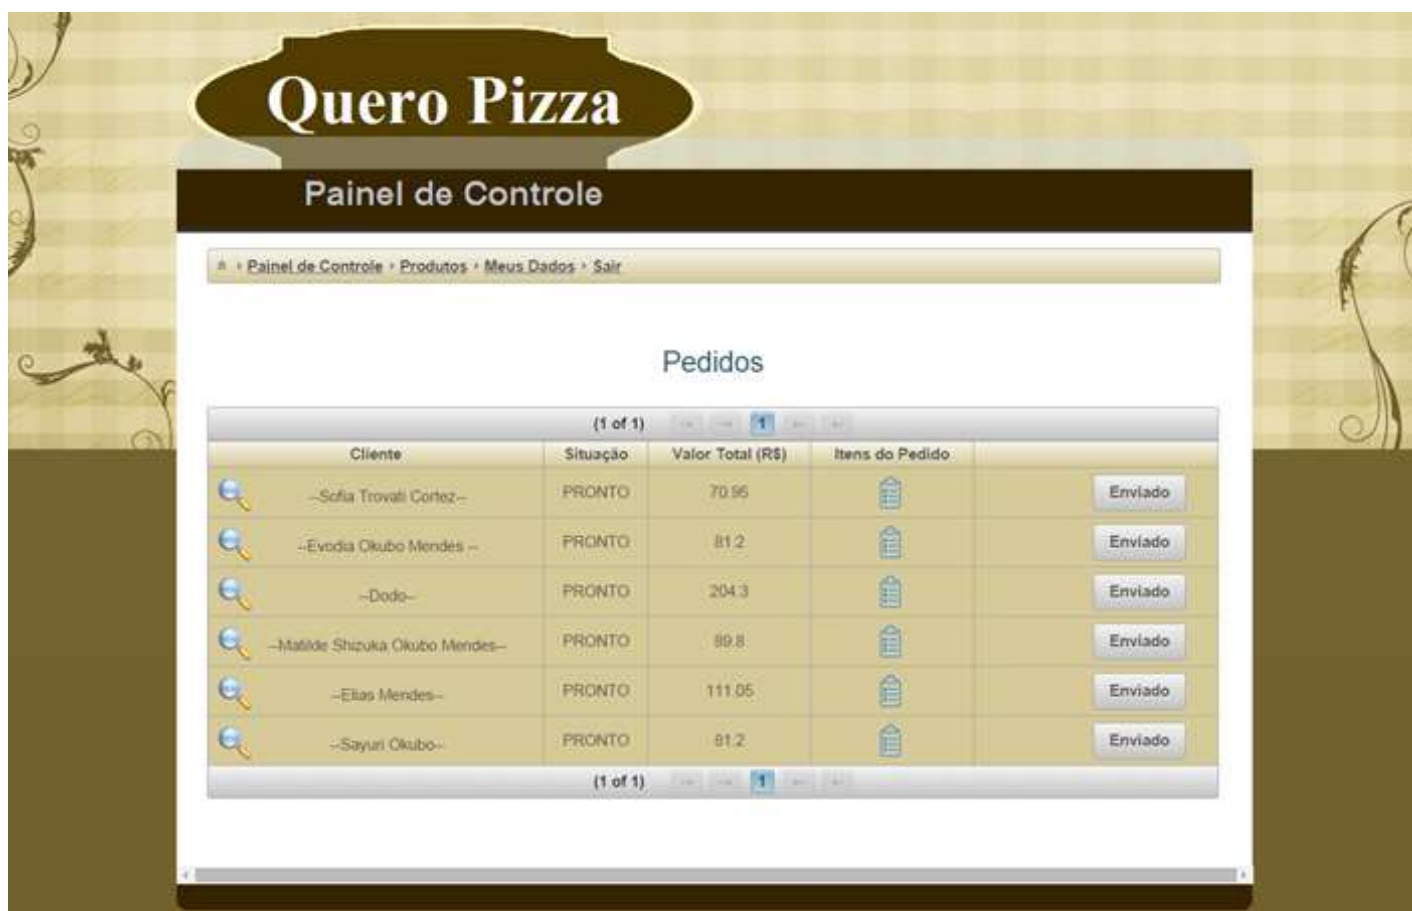 Quero Pizza
Painel de Controle
Painel de Controle Produtos Meus Dados Sair
Pedidos
(1 of 1) 1
Cliente Situação Valor Total (R$) Itens do Pedido
--Sofia Trovati Cortez-- PRONTO 70.95 Enviado
--Evodia Okubo Mendes -- PRONTO 81.2 Enviado
--Dodo-- PRONTO 204.3 Enviado
--Matilde Shizuka Okubo Mendes-- PRONTO 89.8 Enviado
--Elias Mendes-- PRONTO 111.05 Enviado
--Sayuri Okubo-- PRONTO 81.2 Enviado
(1 of 1) 1